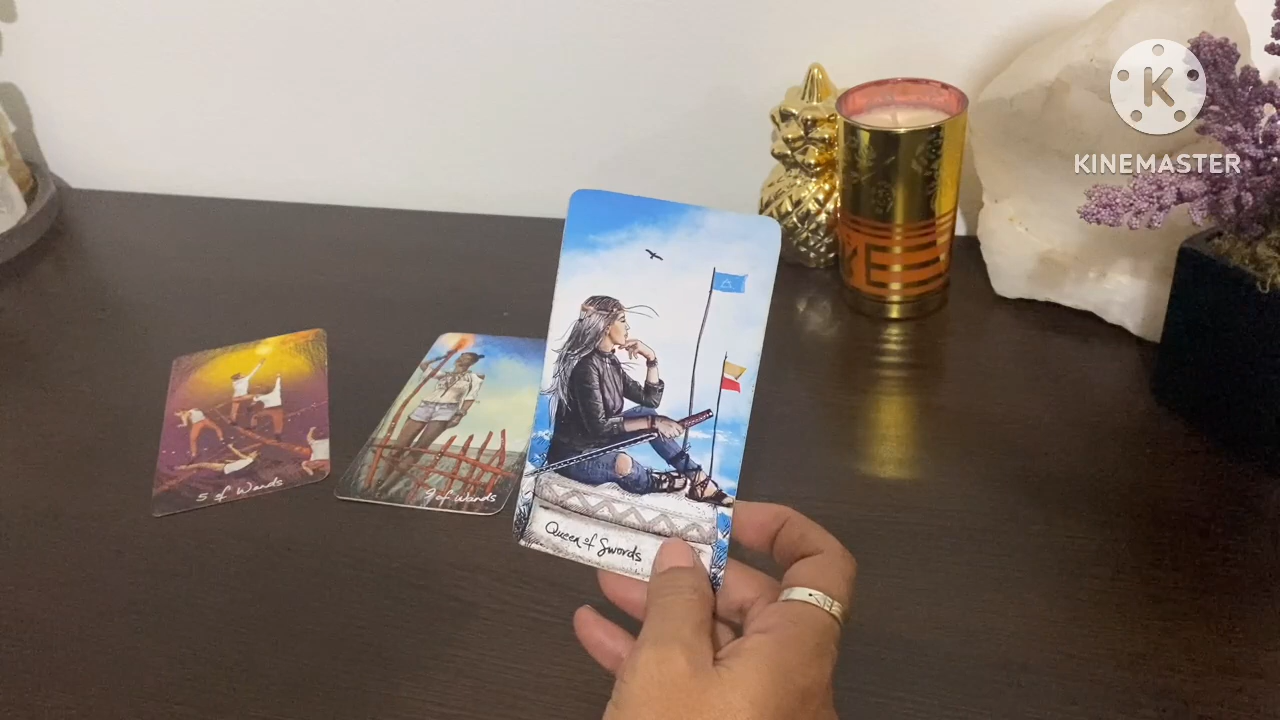 K
KINEMASTER
5 of Wands
9 of Wands
Queen of Swords